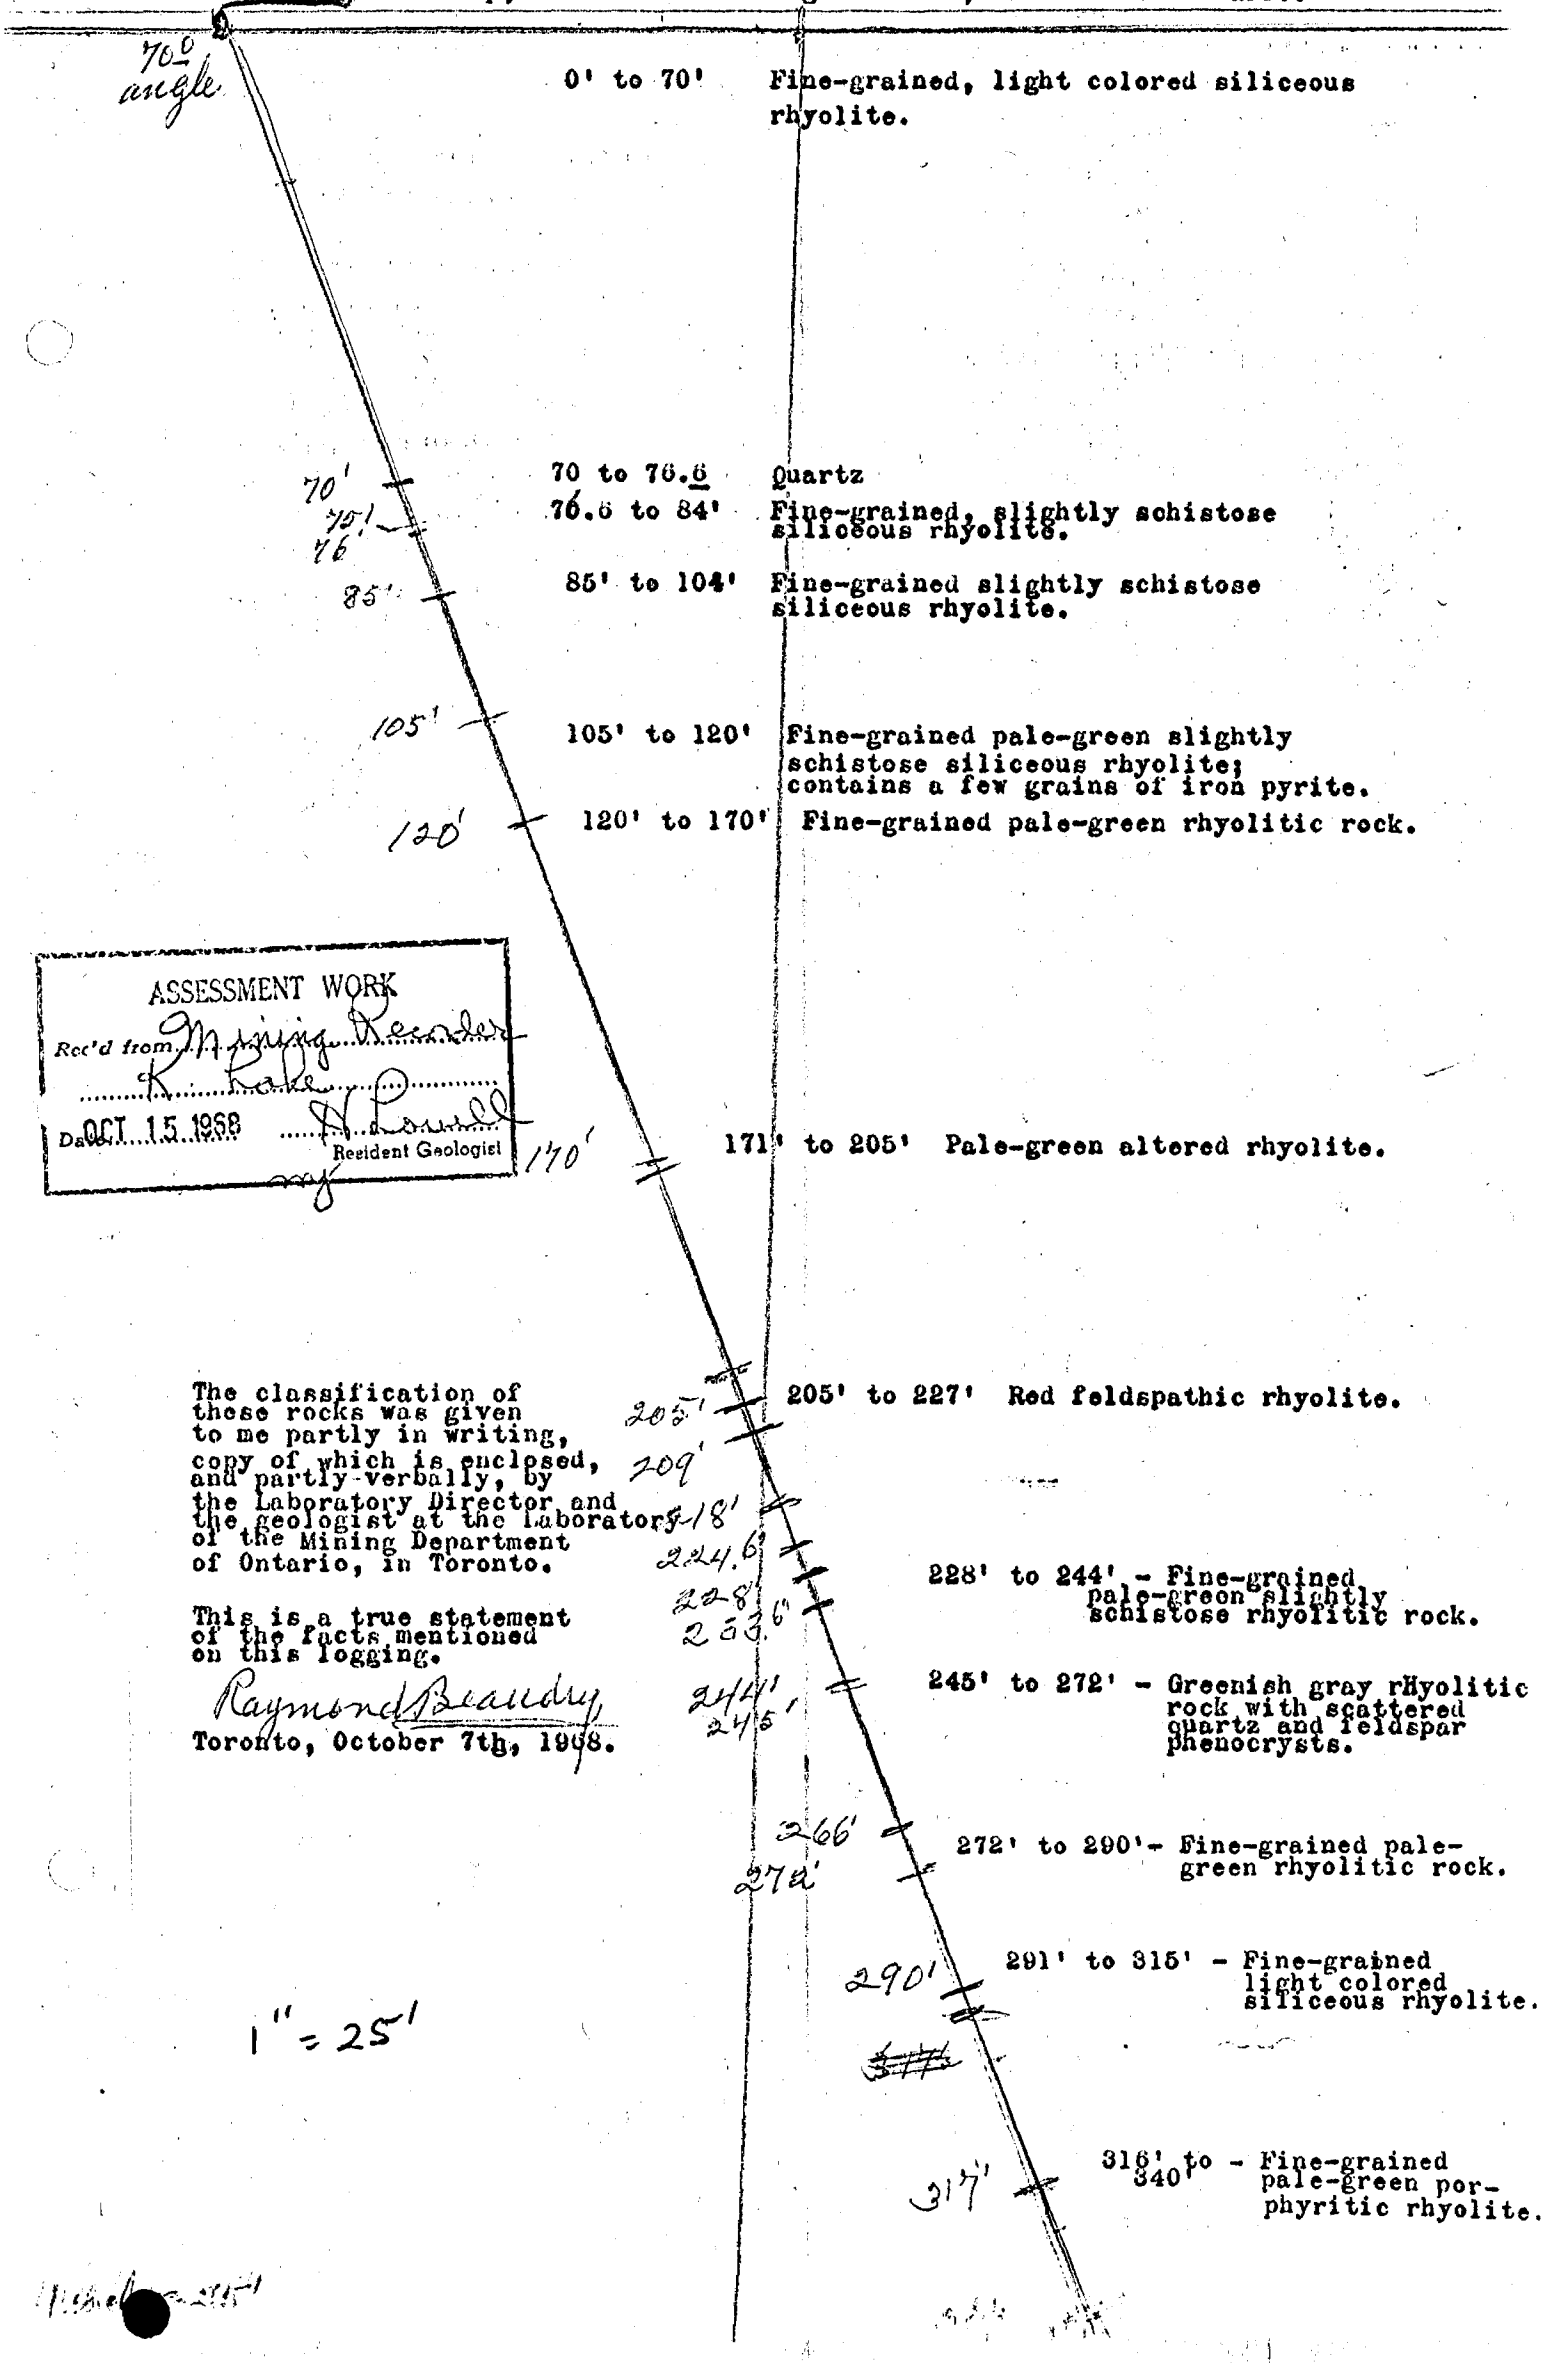 70º
angle
0' to 70' Fine-grained, light colored siliceous
rhyolite.
70' 70 to 76.6 Quartz
75'
76
76.6 to 84' Fine-grained, slightly schistose
siliceous rhyolite.
85' 85' to 104' Fine-grained slightly schistose
siliceous rhyolite.
105' 105' to 120' Fine-grained pale-green slightly
schistose siliceous rhyolite;
contains a few grains of iron pyrite.
120' 120' to 170' Fine-grained pale-green rhyolitic rock.
ASSESSMENT WORK
Rec'd from Mining Recorder
K. Lake
Date OCT 15 1968
Resident Geologist
170' 171' to 205' Pale-green altered rhyolite.
The classification of
these rocks was given
to me partly in writing,
copy of which is enclosed,
and partly verbally, by
the Laboratory Director and
the geologist at the Laboratory
of the Mining Department
of Ontario, in Toronto.
This is a true statement
of the facts mentioned
on this logging.
Raymond Beaudry
Toronto, October 7th, 1968.
205' 205' to 227' Red feldspathic rhyolite.
209'
218'
224.6'
228'
233.6'
228' to 244' - Fine-grained
pale-green slightly
schistose rhyolitic rock.
244'
245'
245' to 272' - Greenish gray rHyolitic
rock with scattered
quartz and feldspar
phenocrysts.
266'
272'
272' to 290'- Fine-grained pale-
green rhyolitic rock.
290' 291' to 315' - Fine-grained
light colored
siliceous rhyolite.
1" = 25'
317' 316' to - Fine-grained
340' pale-green por-
phyritic rhyolite.